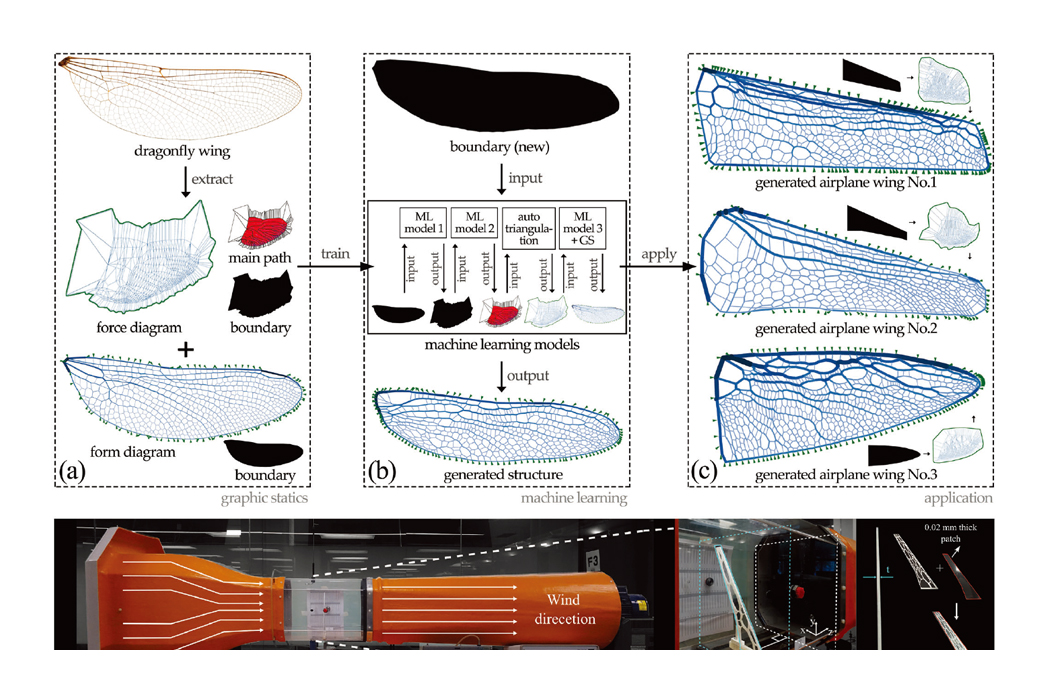 dragonfly wing
extract
main path
force diagram
boundary
+
form diagram
boundary
(a)
graphic statics
train
boundary (new)
input
ML
model 1
ML
model 2
auto
triangula-
tion
ML
model 3
+ GS
input
output
input
output
input
output
input
output
machine learning models
output
generated structure
(b)
machine learning
apply
generated airplane wing No.1
generated airplane wing No.2
generated airplane wing No.3
(c)
application
Wind
direcetion
F3
y
x
z
t
0.02 mm thick
patch
+